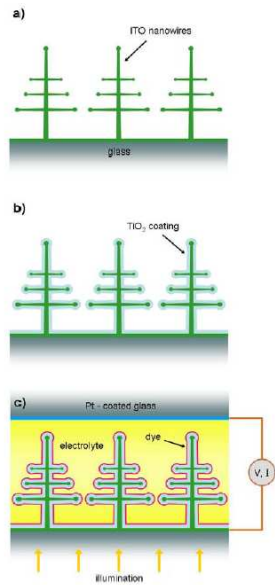 a)
ITO nanowires
glass
b)
TiO₂ coating
Pt - coated glass
c)
electrolyte
dye
V, I
illumination